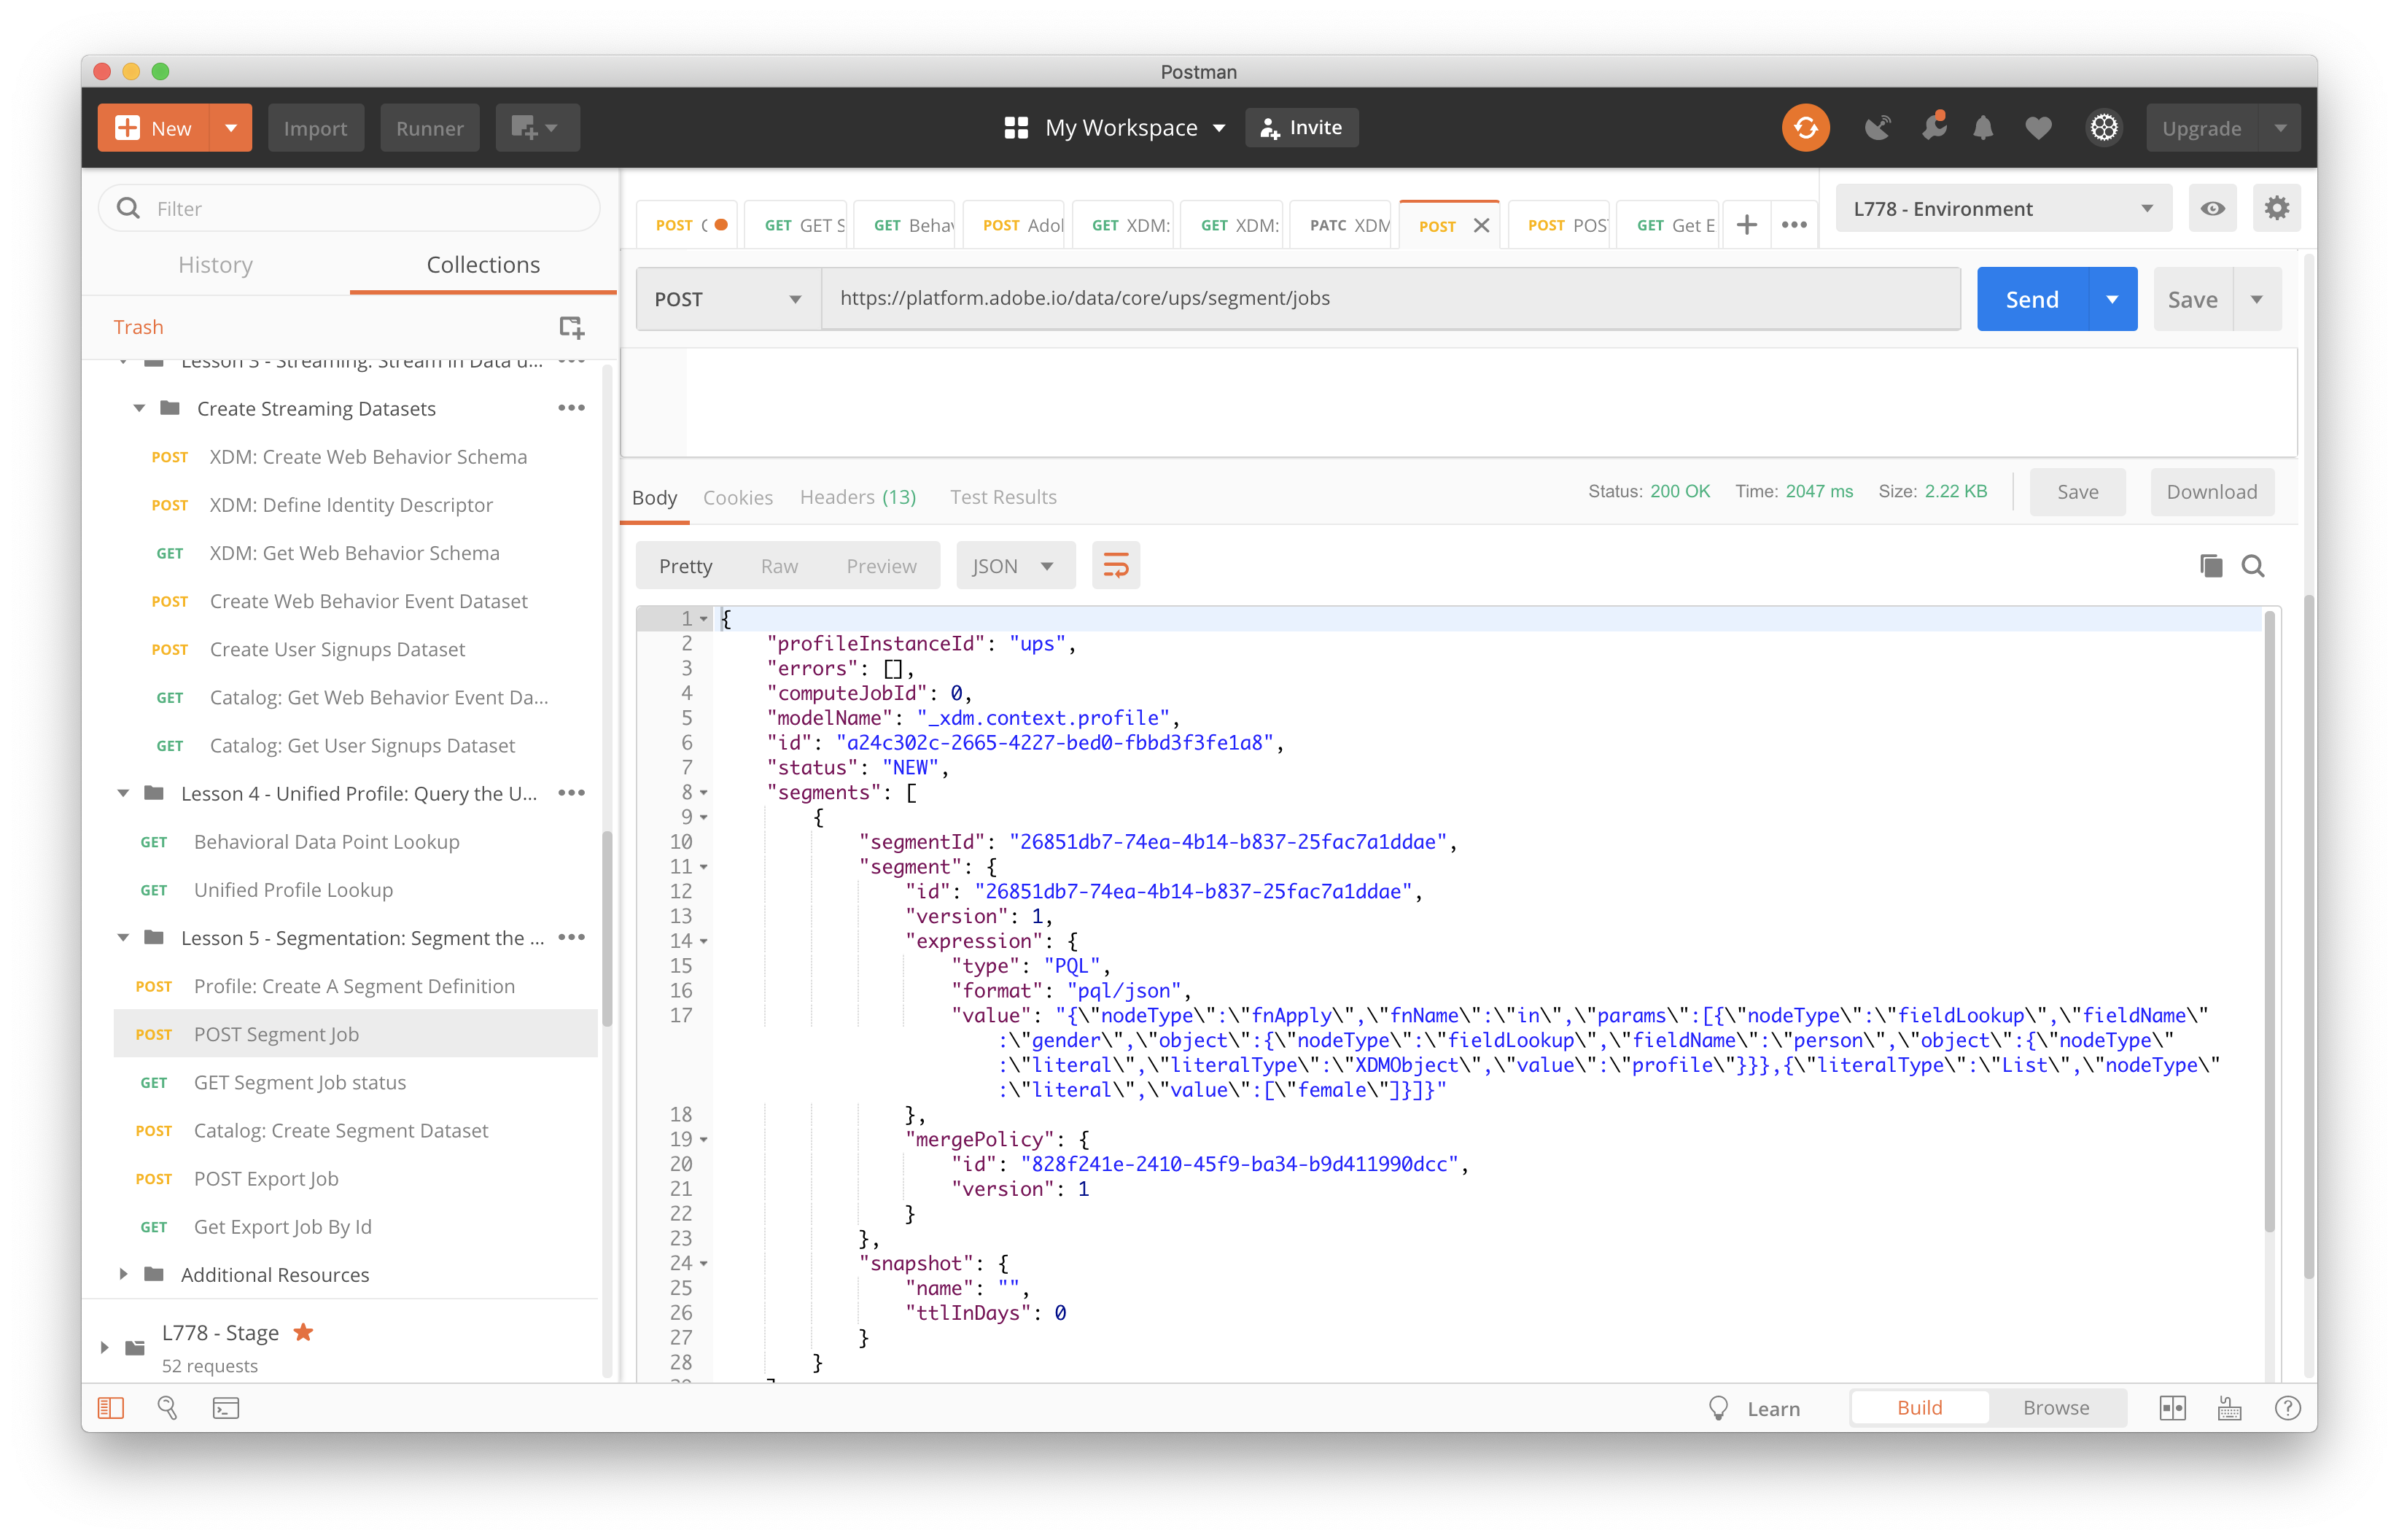 Postman
New
Import
Runner
My Workspace
Invite
Upgrade
Filter
History
Collections
Trash
Lesson 3 - Streaming: Stream in Data u...
Create Streaming Datasets
POST XDM: Create Web Behavior Schema
POST XDM: Define Identity Descriptor
GET XDM: Get Web Behavior Schema
POST Create Web Behavior Event Dataset
POST Create User Signups Dataset
GET Catalog: Get Web Behavior Event Da...
GET Catalog: Get User Signups Dataset
Lesson 4 - Unified Profile: Query the U...
GET Behavioral Data Point Lookup
GET Unified Profile Lookup
Lesson 5 - Segmentation: Segment the ...
POST Profile: Create A Segment Definition
POST POST Segment Job
GET GET Segment Job status
POST Catalog: Create Segment Dataset
POST POST Export Job
GET Get Export Job By Id
Additional Resources
L778 - Stage
52 requests
POST C
GET GET S
GET Behav
POST Adol
GET XDM:
GET XDM:
PATC XDM
POST
POST POS
GET Get E
L778 - Environment
POST
https://platform.adobe.io/data/core/ups/segment/jobs
Send
Save
Body
Cookies
Headers (13)
Test Results
Status: 200 OK
Time: 2047 ms
Size: 2.22 KB
Save
Download
Pretty
Raw
Preview
JSON
1 {
2 "profileInstanceId": "ups",
3 "errors": [],
4 "computeJobId": 0,
5 "modelName": "_xdm.context.profile",
6 "id": "a24c302c-2665-4227-bed0-fbbd3f3fe1a8",
7 "status": "NEW",
8 "segments": [
9 {
10 "segmentId": "26851db7-74ea-4b14-b837-25fac7a1ddae",
11 "segment": {
12 "id": "26851db7-74ea-4b14-b837-25fac7a1ddae",
13 "version": 1,
14 "expression": {
15 "type": "PQL",
16 "format": "pql/json",
17 "value": "{\"nodeType\":\"fnApply\",\"fnName\":\"in\",\"params\":[{\"nodeType\":\"fieldLookup\",\"fieldName\"
:\"gender\",\"object\":{\"nodeType\":\"fieldLookup\",\"fieldName\":\"person\",\"object\":{\"nodeType\"
:\"literal\",\"literalType\":\"XDMObject\",\"value\":\"profile\"}}},{\"literalType\":\"List\",\"nodeType\"
:\"literal\",\"value\":[\"female\"]}]}"
18 },
19 "mergePolicy": {
20 "id": "828f241e-2410-45f9-ba34-b9d411990dcc",
21 "version": 1
22 }
23 },
24 "snapshot": {
25 "name": "",
26 "ttlInDays": 0
27 }
28 }
Learn
Build
Browse